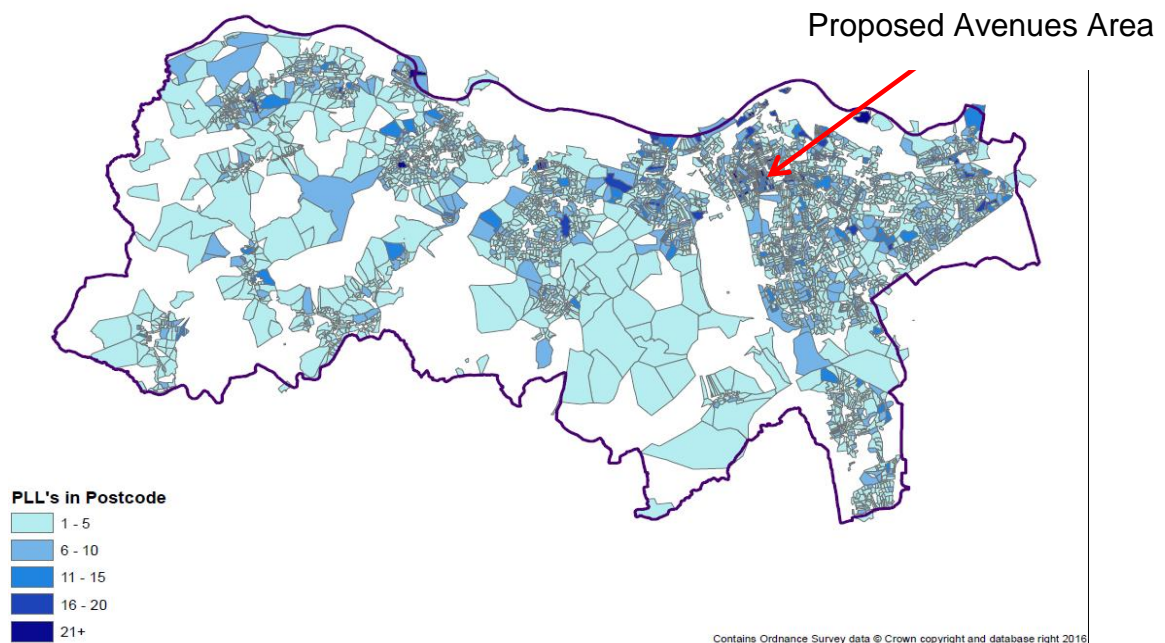 Proposed Avenues Area
PLL's in Postcode
1 - 5
6 - 10
11 - 15
16 - 20
21+
Contains Ordnance Survey data © Crown copyright and database right 2016